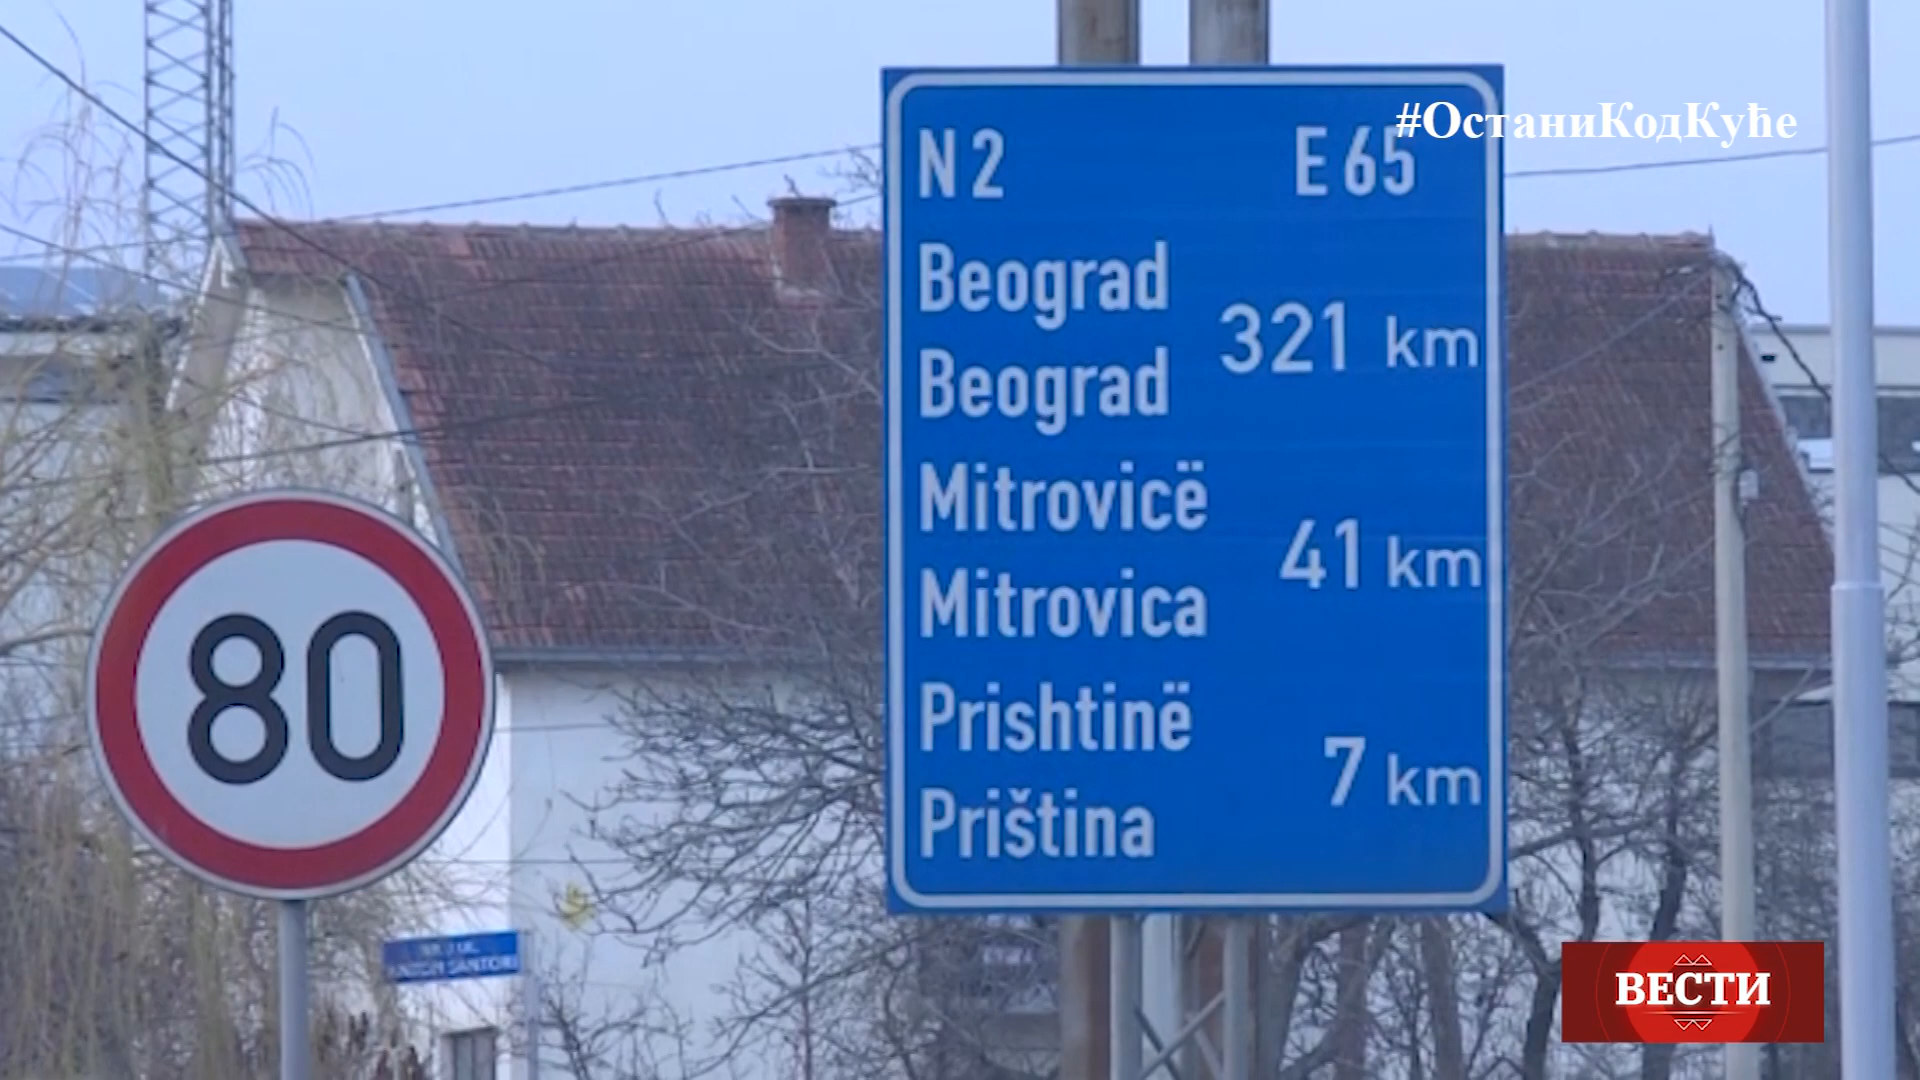 #ОстаниКодКуће
N 2 E 65
Beograd
321 km
Beograd
Mitrovicë
41 km
Mitrovica
Prishtinë
7 km
Priština
80
ВЕСТИ